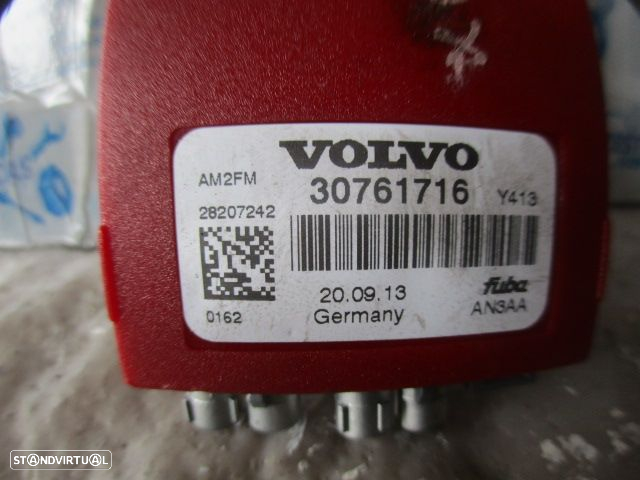 VOLVO
AM2FM
30761716
Y413
28207242
20.09.13
fuba
0162
Germany
AN3AA
STANDVIRTUAL